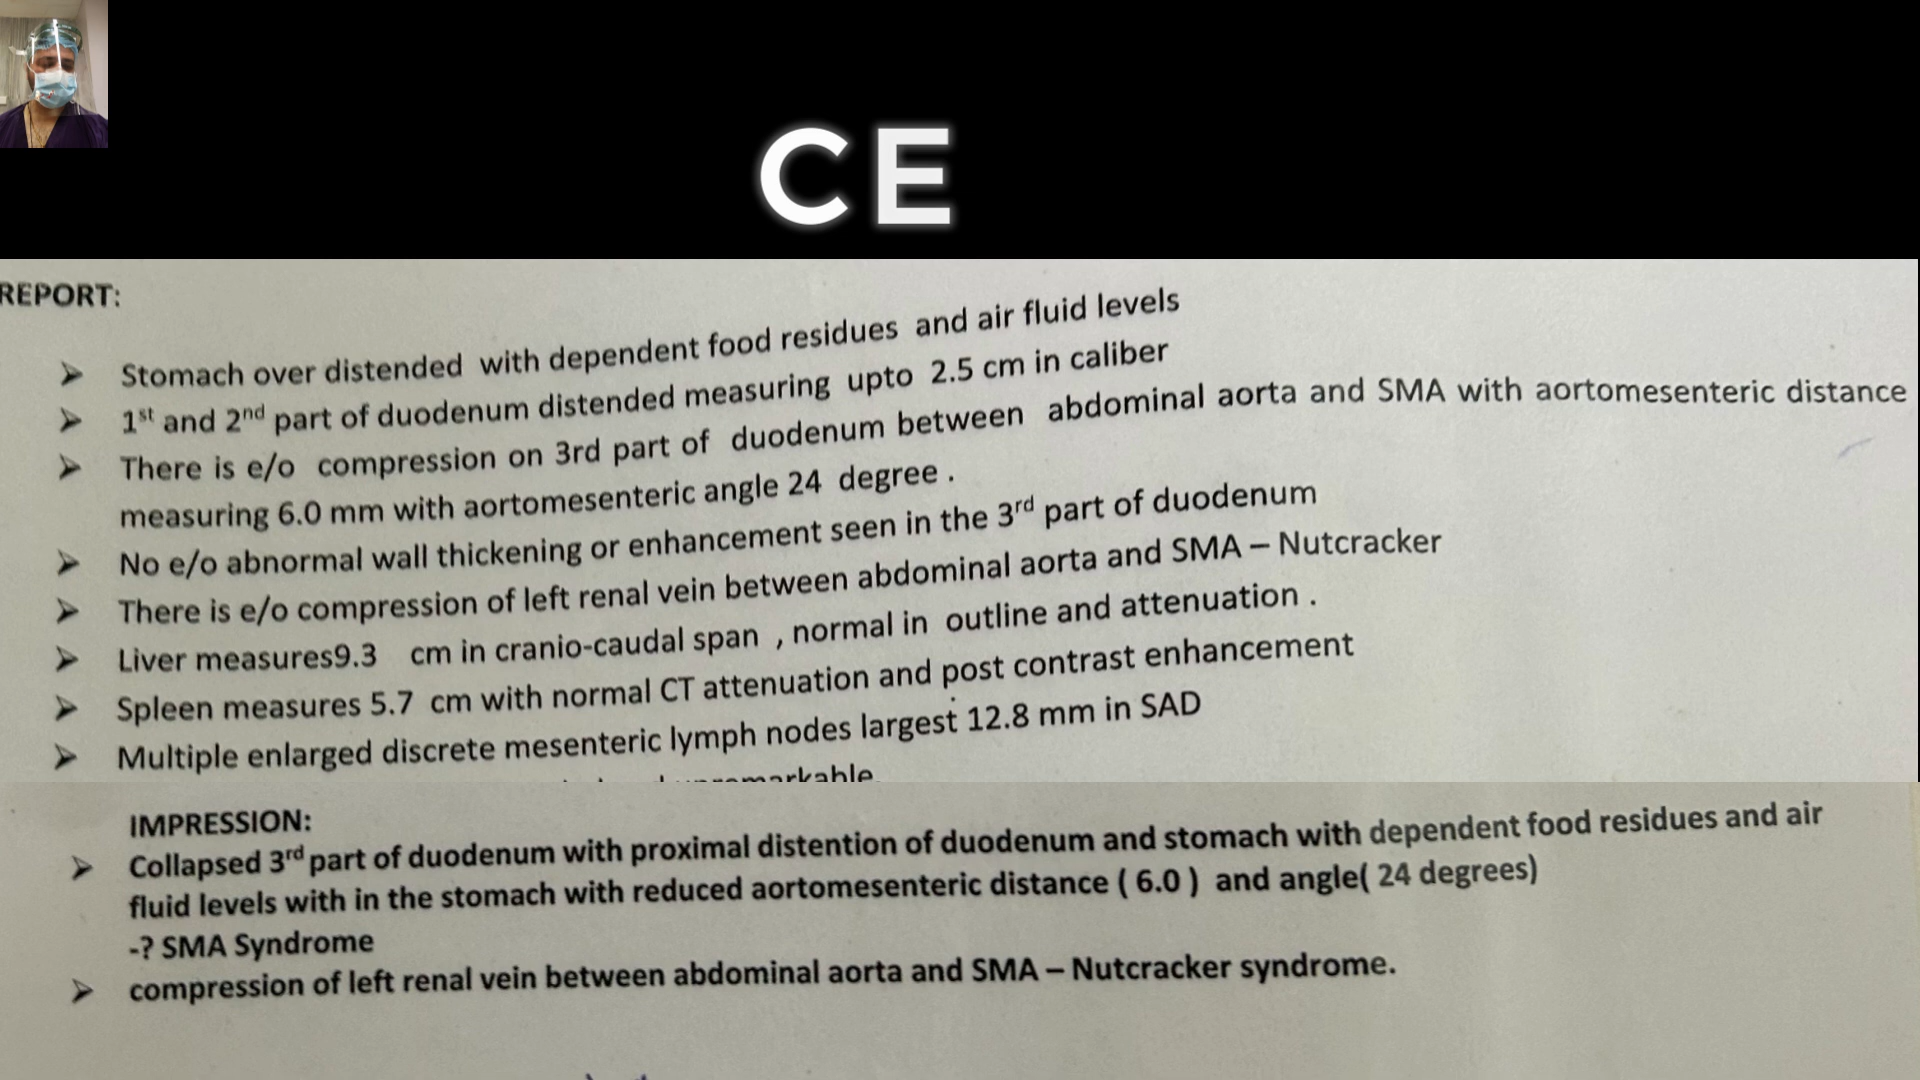 CE
REPORT:
➤ Stomach over distended with dependent food residues and air fluid levels
➤ 1st and 2nd part of duodenum distended measuring upto 2.5 cm in caliber
➤ There is e/o compression on 3rd part of duodenum between abdominal aorta and SMA with aortomesenteric distance
measuring 6.0 mm with aortomesenteric angle 24 degree .
➤ No e/o abnormal wall thickening or enhancement seen in the 3rd part of duodenum
➤ There is e/o compression of left renal vein between abdominal aorta and SMA – Nutcracker
➤ Liver measures9.3 cm in cranio-caudal span , normal in outline and attenuation .
➤ Spleen measures 5.7 cm with normal CT attenuation and post contrast enhancement
➤ Multiple enlarged discrete mesenteric lymph nodes largest 12.8 mm in SAD
unremarkable.
IMPRESSION:
➤ Collapsed 3rd part of duodenum with proximal distention of duodenum and stomach with dependent food residues and air
fluid levels with in the stomach with reduced aortomesenteric distance ( 6.0 ) and angle( 24 degrees)
-? SMA Syndrome
➤ compression of left renal vein between abdominal aorta and SMA – Nutcracker syndrome.